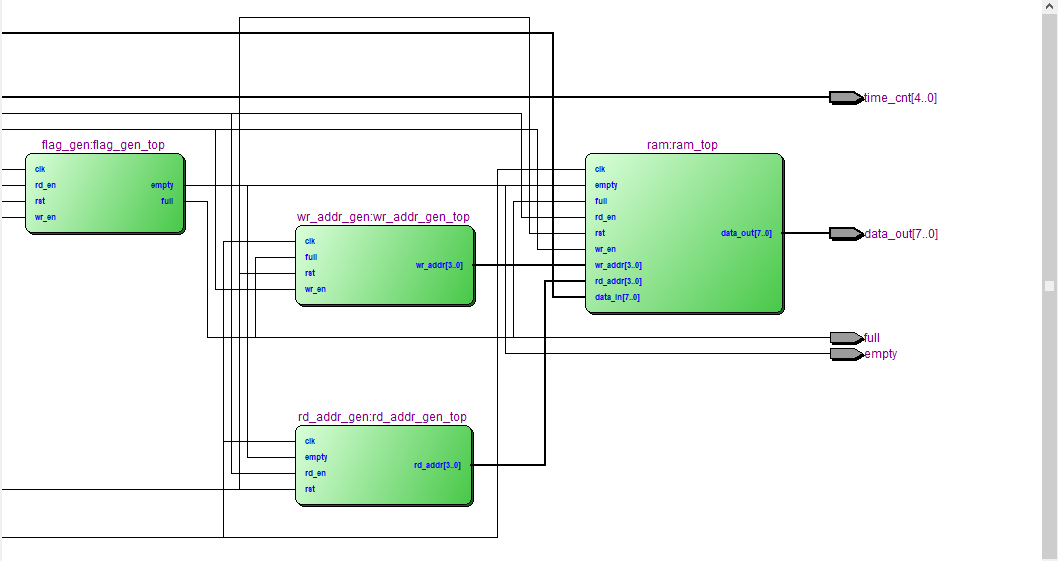 time_cnt[4..0]
flag_gen:flag_gen_top
clk
rd_en
rst
wr_en
empty
full
wr_addr_gen:wr_addr_gen_top
clk
full
rst
wr_en
wr_addr[3..0]
ram:ram_top
clk
empty
full
rd_en
rst
wr_en
wr_addr[3..0]
rd_addr[3..0]
data_in[7..0]
data_out[7..0]
data_out[7..0]
full
empty
rd_addr_gen:rd_addr_gen_top
clk
empty
rd_en
rst
rd_addr[3..0]